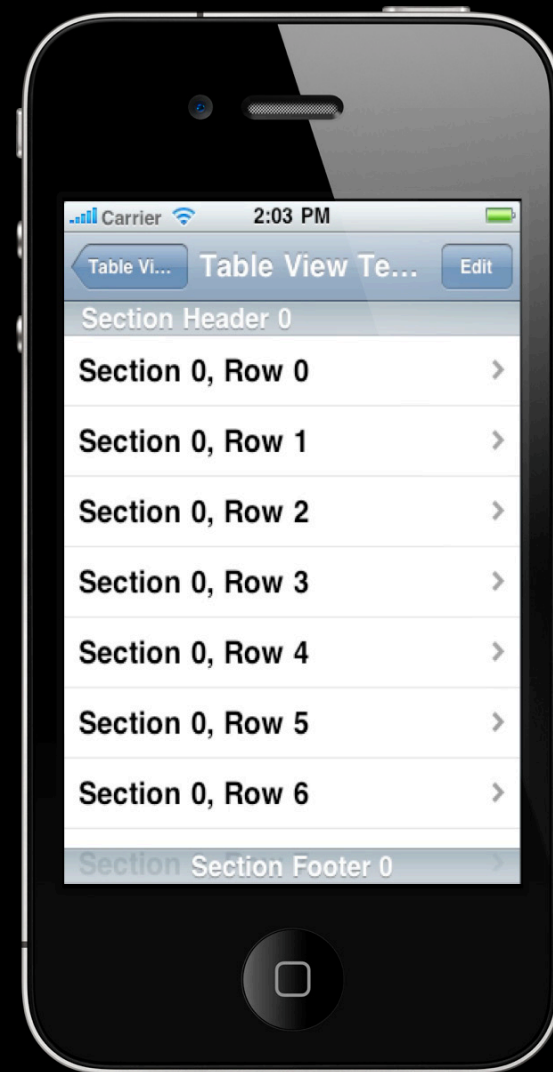 Carrier 2:03 PM
Table Vi... Table View Te... Edit
Section Header 0
Section 0, Row 0
Section 0, Row 1
Section 0, Row 2
Section 0, Row 3
Section 0, Row 4
Section 0, Row 5
Section 0, Row 6
Section Footer 0